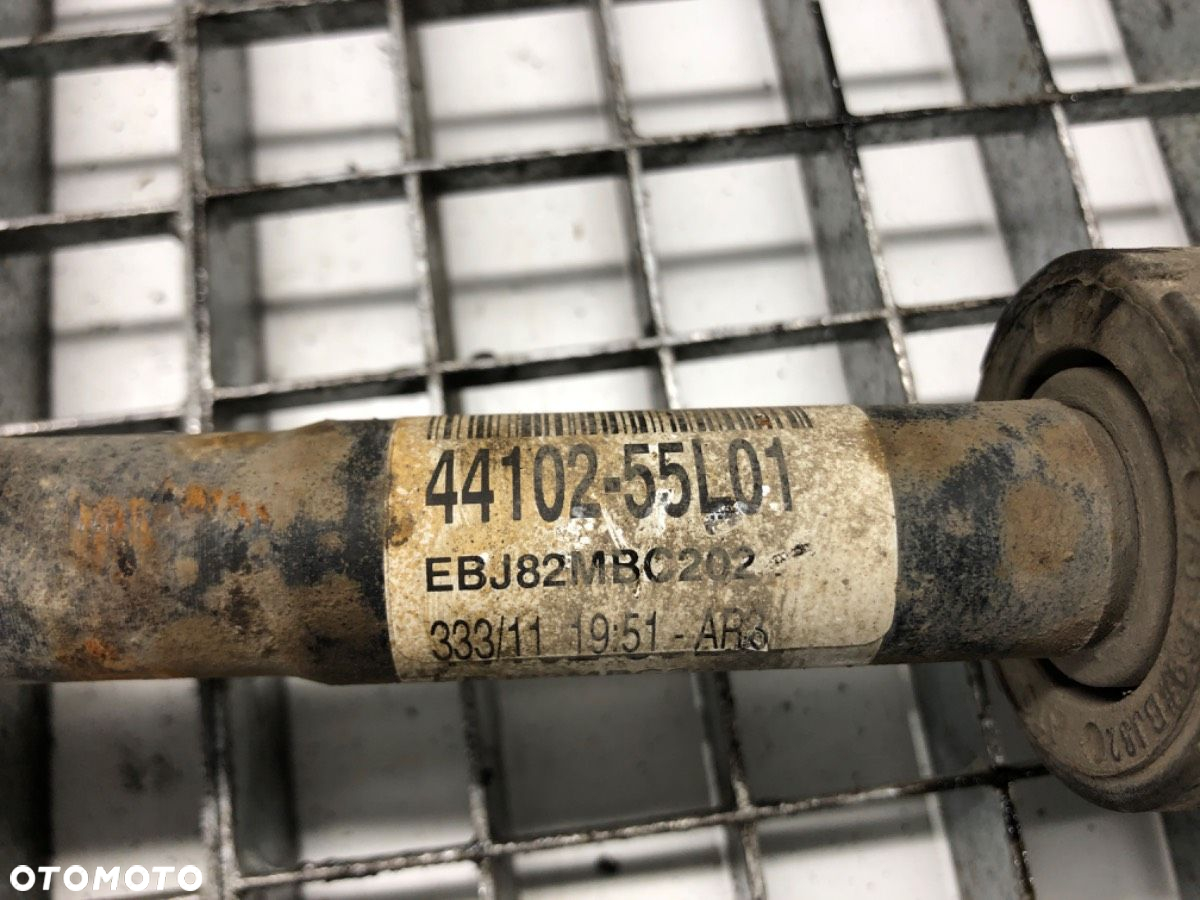 44102-55L01
EBJ82MBC202
333/11 19:51 - AR3
OTOMOTO